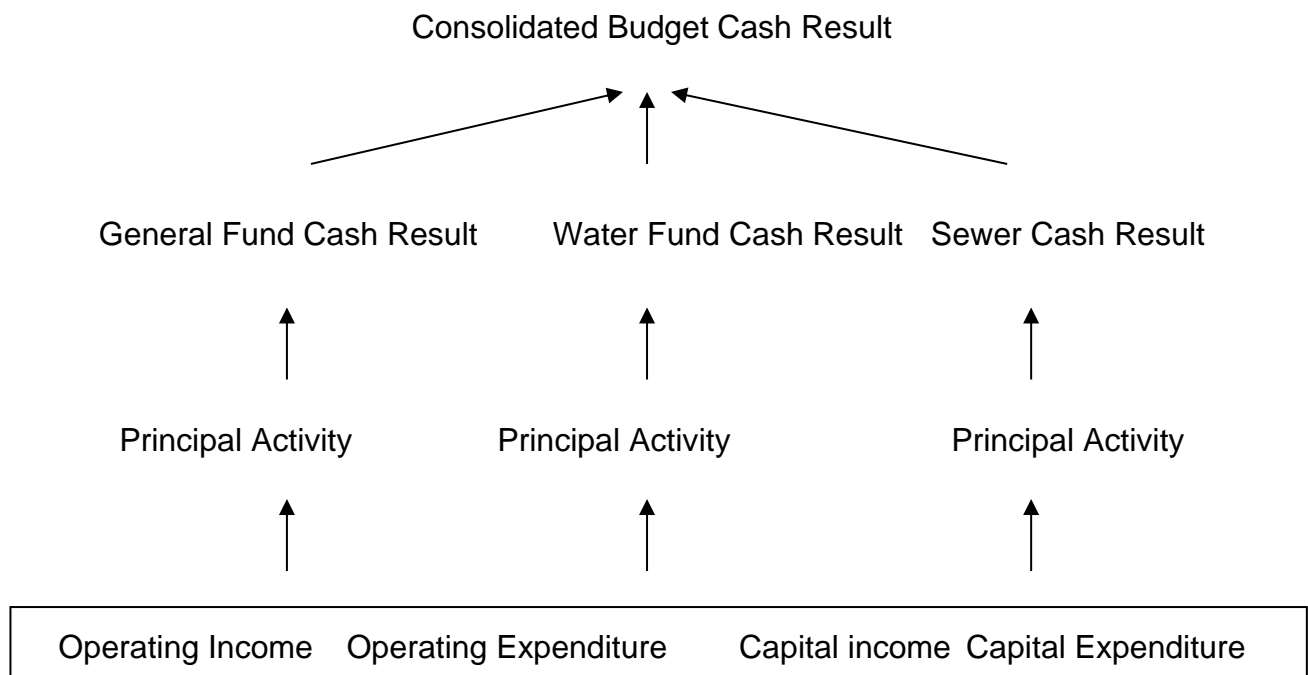 Consolidated Budget Cash Result
General Fund Cash Result Water Fund Cash Result Sewer Cash Result
Principal Activity Principal Activity Principal Activity
Operating Income Operating Expenditure Capital income Capital Expenditure